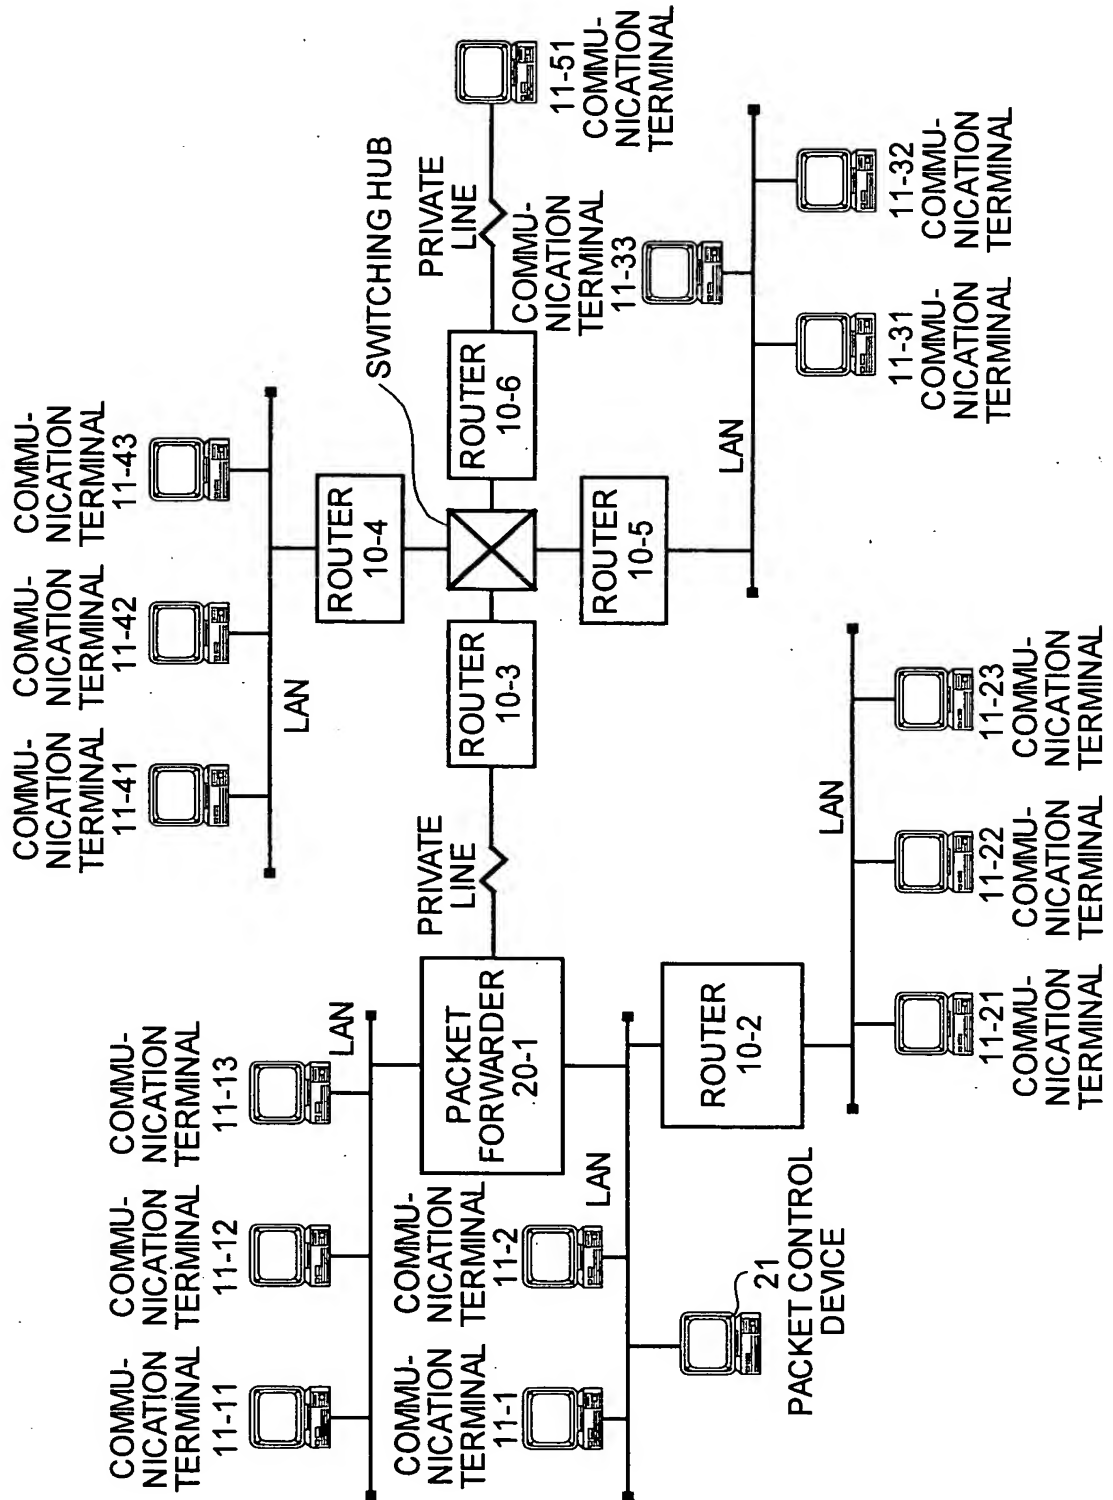 COMMU-
NICATION
TERMINAL
11-41
COMMU-
NICATION
TERMINAL
11-42
COMMU-
NICATION
TERMINAL
11-43
LAN
ROUTER
10-4
SWITCHING HUB
COMMU-
NICATION
TERMINAL
11-11
COMMU-
NICATION
TERMINAL
11-12
COMMU-
NICATION
TERMINAL
11-13
LAN
PACKET
FORWARDER
20-1
PRIVATE
LINE
ROUTER
10-3
ROUTER
10-6
PRIVATE
LINE
11-51
COMMU-
NICATION
TERMINAL
COMMU-
NICATION
TERMINAL
11-1
COMMU-
NICATION
TERMINAL
11-2
LAN
ROUTER
10-5
COMMU-
NICATION
TERMINAL
11-33
21
PACKET CONTROL
DEVICE
ROUTER
10-2
LAN
11-31
COMMU-
NICATION
TERMINAL
11-32
COMMU-
NICATION
TERMINAL
LAN
11-21
COMMU-
NICATION
TERMINAL
11-22
COMMU-
NICATION
TERMINAL
11-23
COMMU-
NICATION
TERMINAL